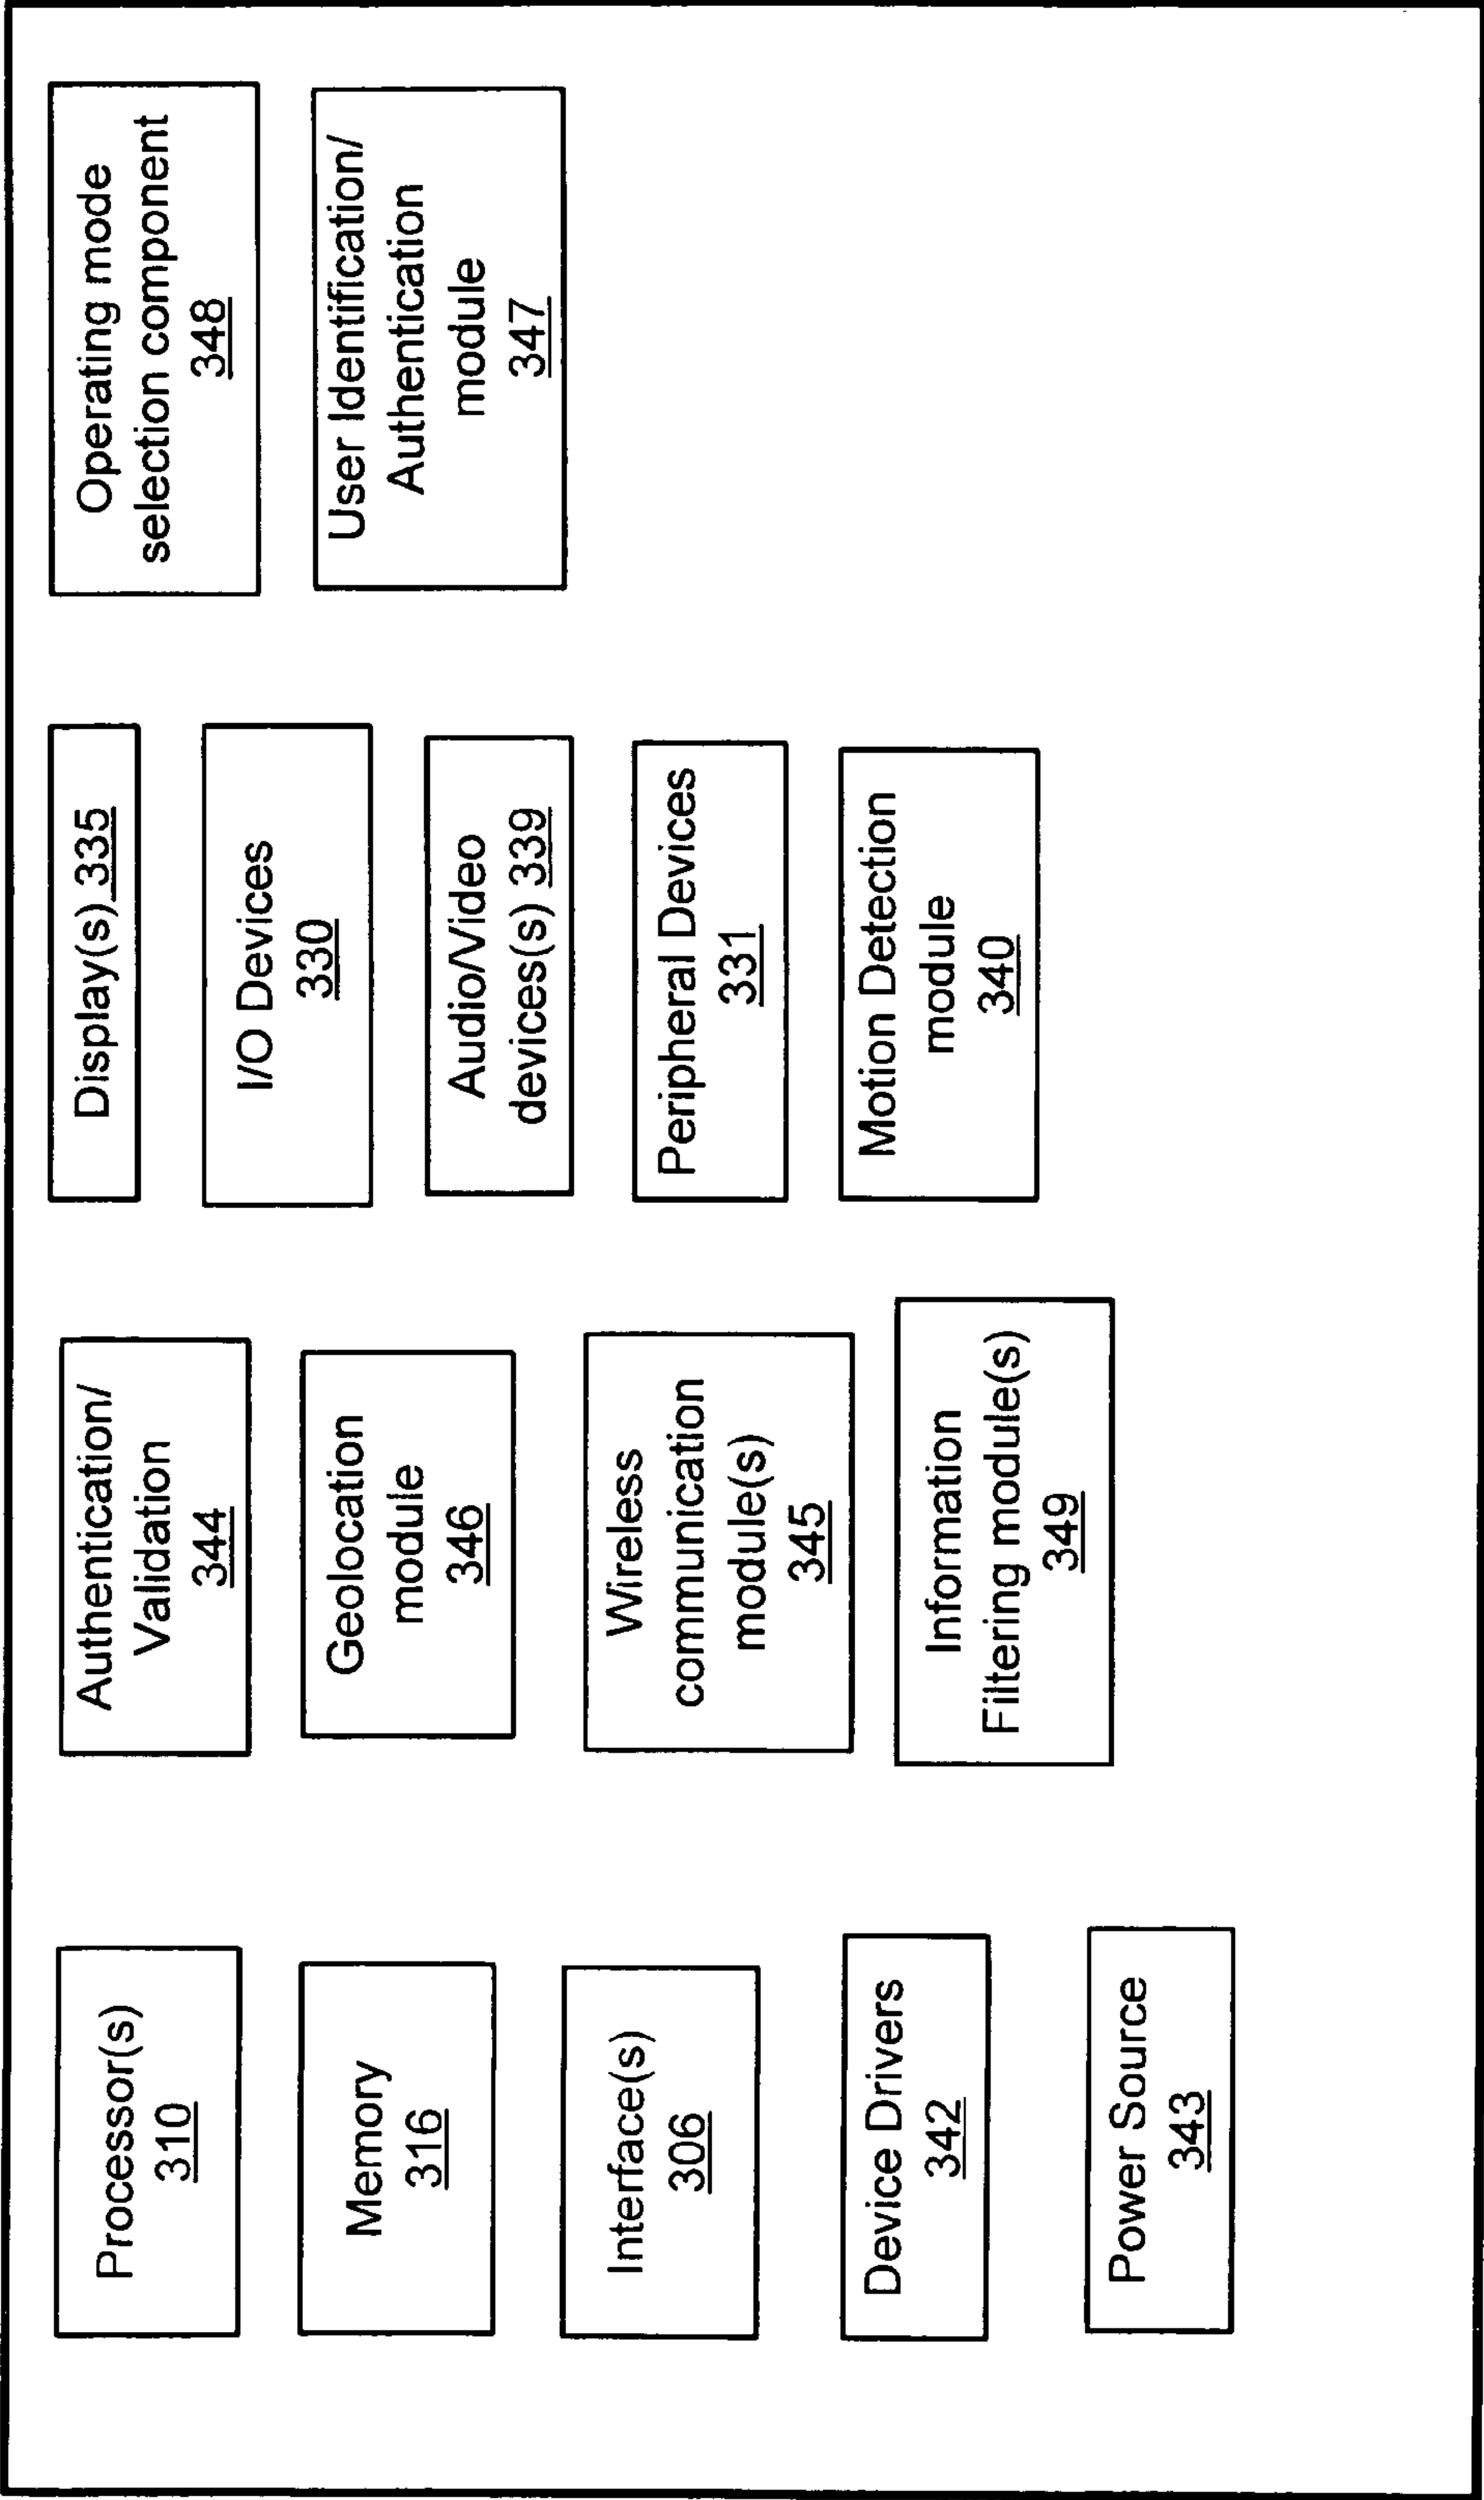 Processor(s)
310
Memory
316
Interface(s)
306
Device Drivers
342
Power Source
343
Authentication/
Validation
344
Geolocation
module
346
Wireless
communication
module(s)
345
Information
Filtering module(s)
349
Display(s) 335
I/O Devices
330
Audio/Video
devices(s) 339
Peripheral Devices
331
Motion Detection
module
340
Operating mode
selection component
348
User Identification/
Authentication
module
347